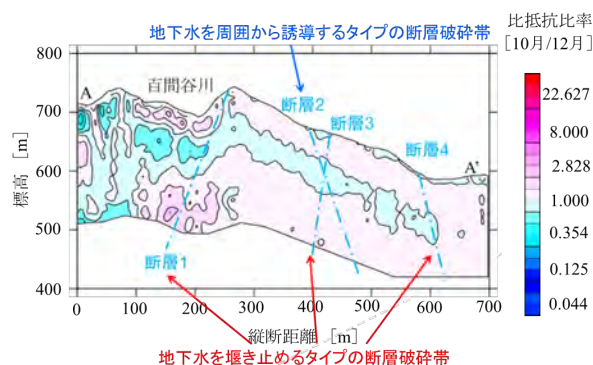 地下水を周囲から誘導するタイプの断層破砕帯
比抵抗比率
[10月/12月]
800
700
600
500
400
標高 [m]
A
百間谷川
断層2
断層3
断層4
A'
断層1
0
100
200
300
400
500
600
700
縦断距離 [m]
地下水を堰き止めるタイプの断層破砕帯
22.627
8.000
2.828
1.000
0.354
0.125
0.044